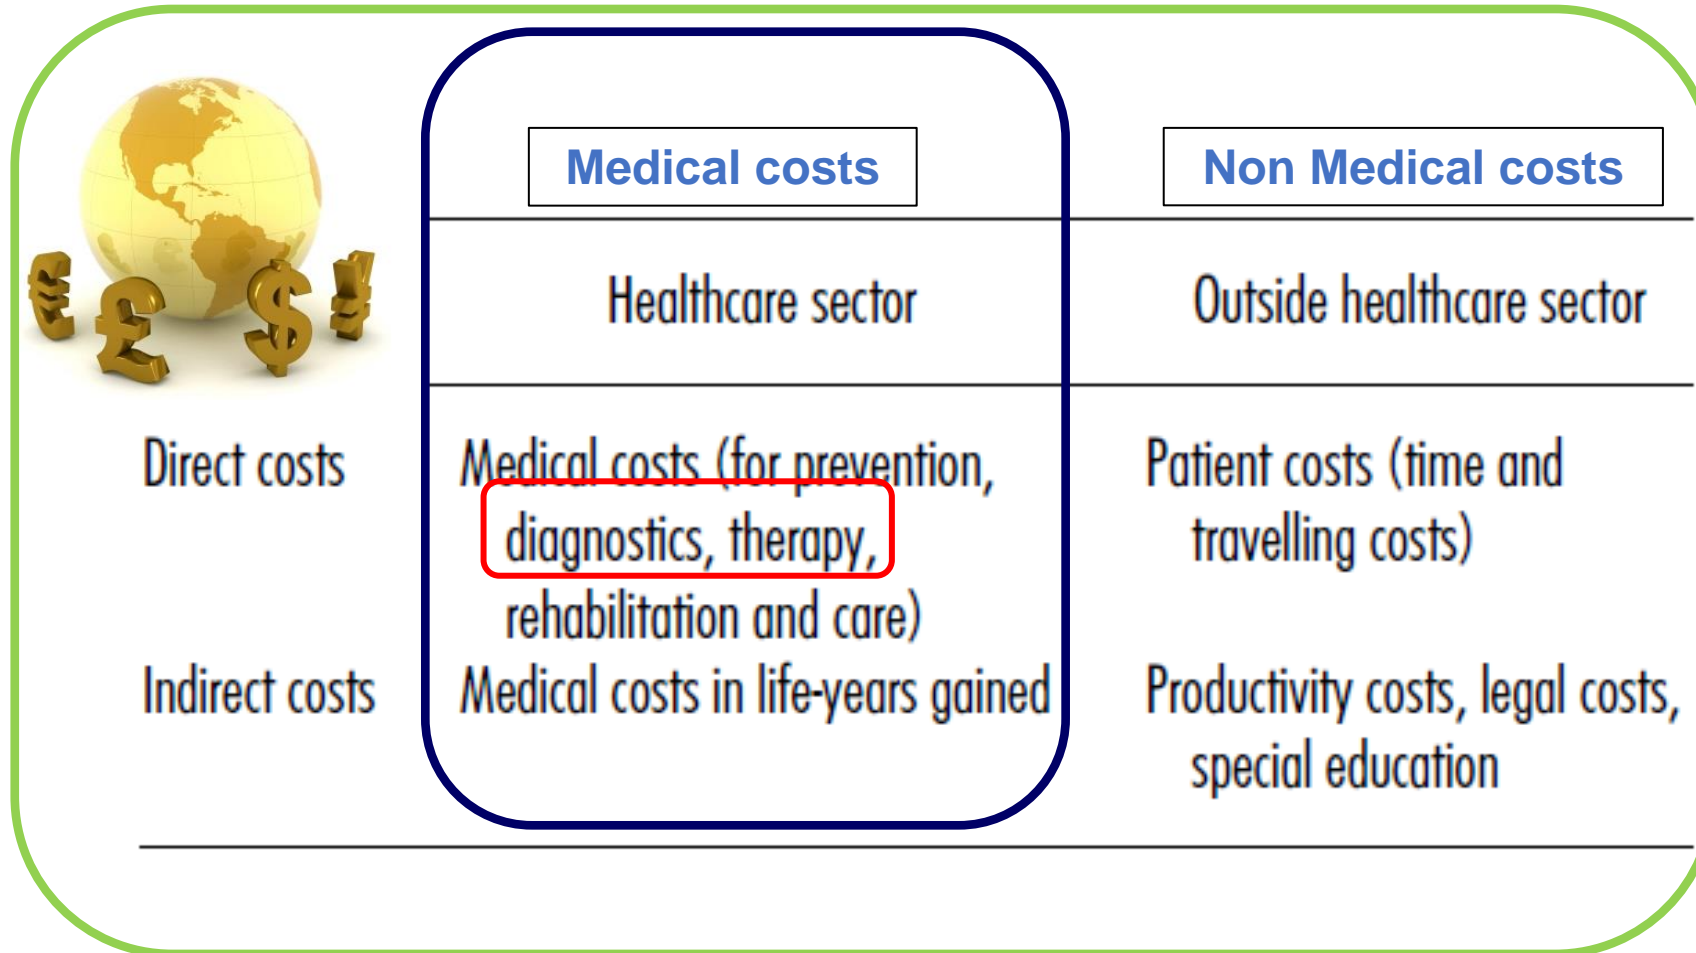 Medical costs
Non Medical costs
Healthcare sector
Outside healthcare sector
Direct costs
Medical costs (for prevention,
diagnostics, therapy,
rehabilitation and care)
Patient costs (time and
travelling costs)
Indirect costs
Medical costs in life-years gained
Productivity costs, legal costs,
special education
€ £ $ ¥